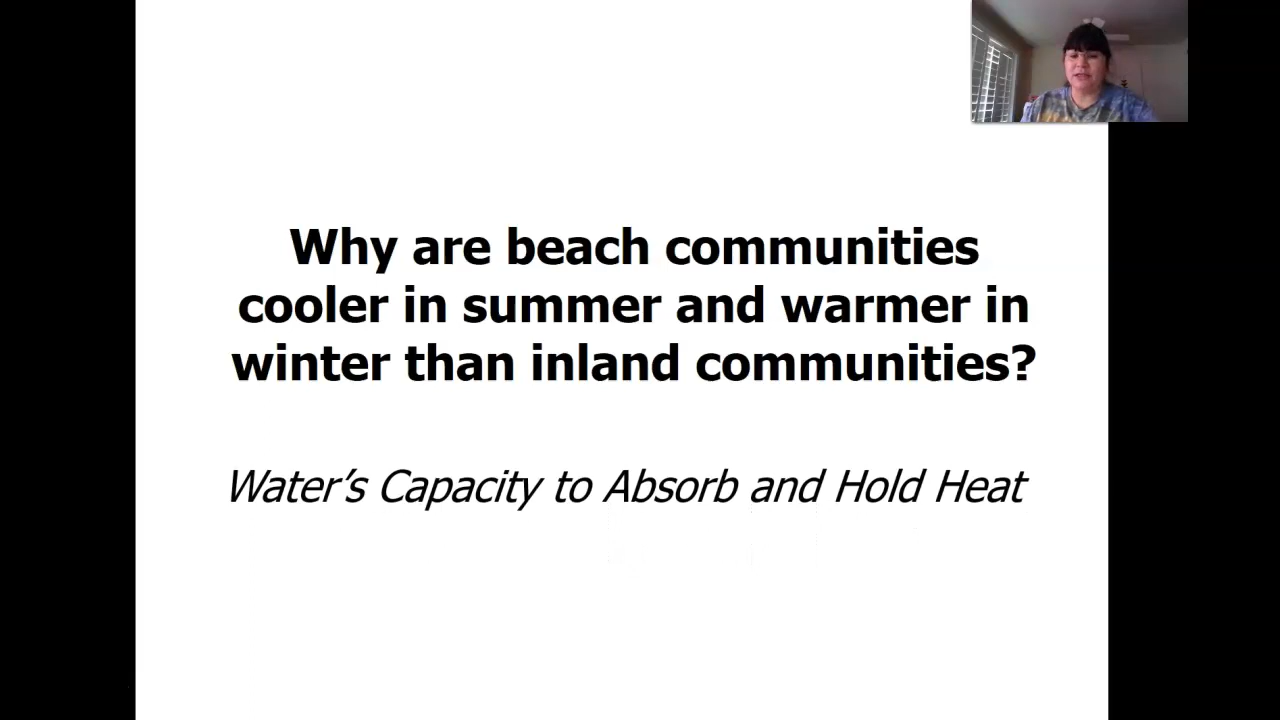 Why are beach communities
cooler in summer and warmer in
winter than inland communities?
Water’s Capacity to Absorb and Hold Heat